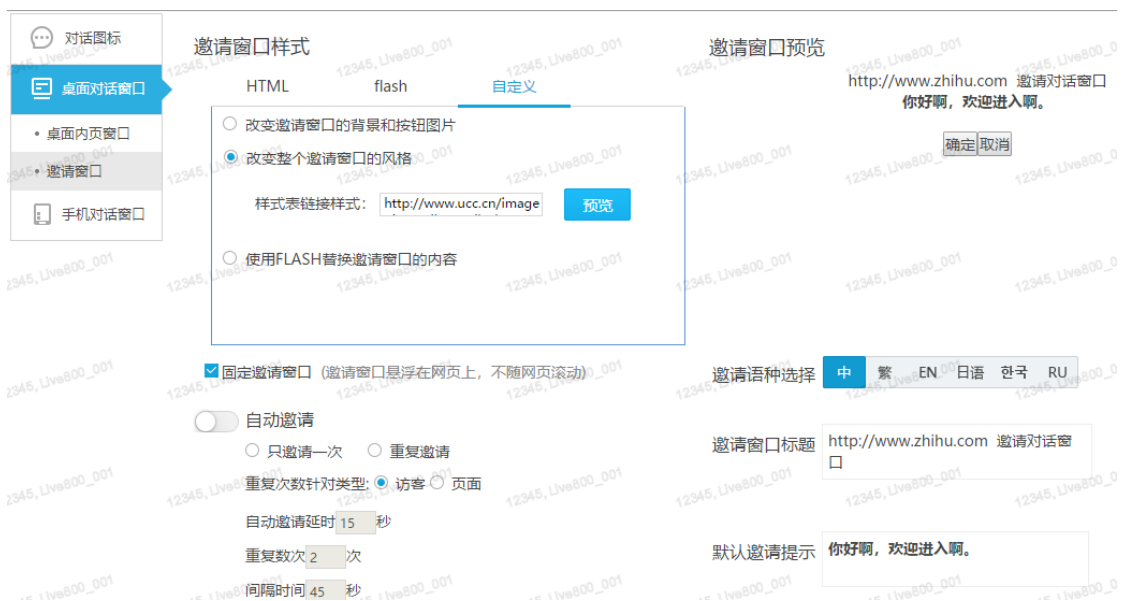 对话图标
桌面对话窗口
• 桌面内页窗口
• 邀请窗口
手机对话窗口
邀请窗口样式
HTML flash 自定义
改变邀请窗口的背景和按钮图片
改变整个邀请窗口的风格
样式表链接样式: http://www.ucc.cn/image 预览
使用FLASH替换邀请窗口的内容
固定邀请窗口 (邀请窗口悬浮在网页上，不随网页滚动)
自动邀请
只邀请一次 重复邀请
重复次数针对类型: 访客 页面
自动邀请延时 15 秒
重复数次 2 次
间隔时间 45 秒
邀请窗口预览
http://www.zhihu.com 邀请对话窗口
你好啊，欢迎进入啊。
确定 取消
邀请语种选择 中 繁 EN 日语 한국 RU
邀请窗口标题 http://www.zhihu.com 邀请对话窗
口
默认邀请提示 你好啊，欢迎进入啊。
12345, Live800_001